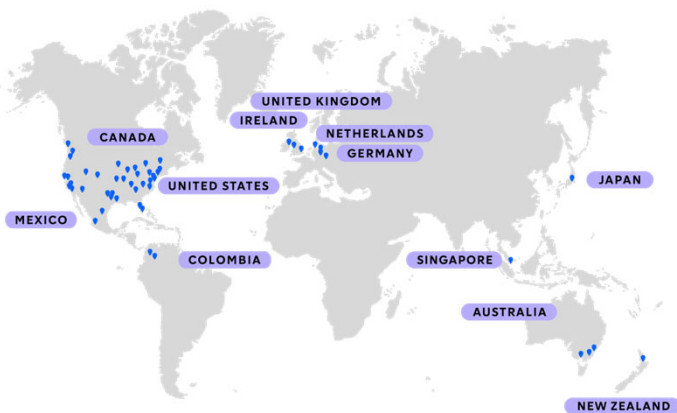 UNITED KINGDOM
IRELAND
NETHERLANDS
CANADA
GERMANY
UNITED STATES
JAPAN
MEXICO
COLOMBIA
SINGAPORE
AUSTRALIA
NEW ZEALAND